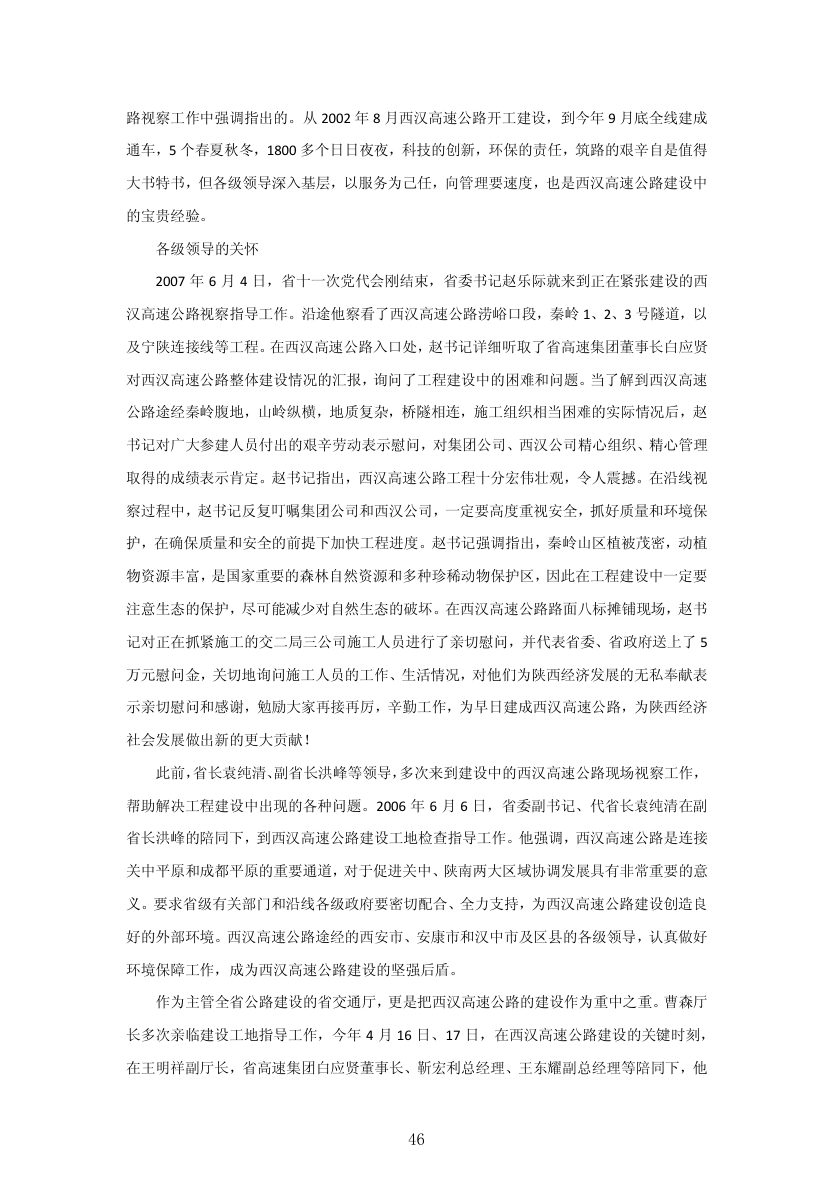 路视察工作中强调指出的。从 2002 年 8 月西汉高速公路开工建设，到今年 9 月底全线建成
通车，5 个春夏秋冬，1800 多个日日夜夜，科技的创新，环保的责任，筑路的艰辛自是值得
大书特书，但各级领导深入基层，以服务为己任，向管理要速度，也是西汉高速公路建设中
的宝贵经验。
各级领导的关怀
2007 年 6 月 4 日，省十一次党代会刚结束，省委书记赵乐际就来到正在紧张建设的西
汉高速公路视察指导工作。沿途他察看了西汉高速公路涝峪口段，秦岭 1、2、3 号隧道，以
及宁陕连接线等工程。在西汉高速公路入口处，赵书记详细听取了省高速集团董事长白应贤
对西汉高速公路整体建设情况的汇报，询问了工程建设中的困难和问题。当了解到西汉高速
公路途经秦岭腹地，山岭纵横，地质复杂，桥隧相连，施工组织相当困难的实际情况后，赵
书记对广大参建人员付出的艰辛劳动表示慰问，对集团公司、西汉公司精心组织、精心管理
取得的成绩表示肯定。赵书记指出，西汉高速公路工程十分宏伟壮观，令人震撼。在沿线视
察过程中，赵书记反复叮嘱集团公司和西汉公司，一定要高度重视安全，抓好质量和环境保
护，在确保质量和安全的前提下加快工程进度。赵书记强调指出，秦岭山区植被茂密，动植
物资源丰富，是国家重要的森林自然资源和多种珍稀动物保护区，因此在工程建设中一定要
注意生态的保护，尽可能减少对自然生态的破坏。在西汉高速公路路面八标摊铺现场，赵书
记对正在抓紧施工的交二局三公司施工人员进行了亲切慰问，并代表省委、省政府送上了 5
万元慰问金，关切地询问施工人员的工作、生活情况，对他们为陕西经济发展的无私奉献表
示亲切慰问和感谢，勉励大家再接再厉，辛勤工作，为早日建成西汉高速公路，为陕西经济
社会发展做出新的更大贡献！
此前，省长袁纯清、副省长洪峰等领导，多次来到建设中的西汉高速公路现场视察工作，
帮助解决工程建设中出现的各种问题。2006 年 6 月 6 日，省委副书记、代省长袁纯清在副
省长洪峰的陪同下，到西汉高速公路建设工地检查指导工作。他强调，西汉高速公路是连接
关中平原和成都平原的重要通道，对于促进关中、陕南两大区域协调发展具有非常重要的意
义。要求省级有关部门和沿线各级政府要密切配合、全力支持，为西汉高速公路建设创造良
好的外部环境。西汉高速公路途经的西安市、安康市和汉中市及区县的各级领导，认真做好
环境保障工作，成为西汉高速公路建设的坚强后盾。
作为主管全省公路建设的省交通厅，更是把西汉高速公路的建设作为重中之重。曹森厅
长多次亲临建设工地指导工作，今年 4 月 16 日、17 日，在西汉高速公路建设的关键时刻，
在王明祥副厅长，省高速集团白应贤董事长、靳宏利总经理、王东耀副总经理等陪同下，他
46